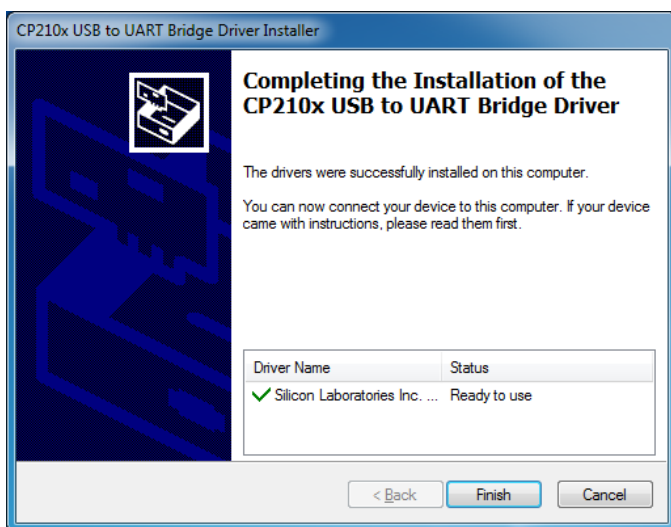 CP210x USB to UART Bridge Driver Installer
Completing the Installation of the
CP210x USB to UART Bridge Driver
The drivers were successfully installed on this computer.
You can now connect your device to this computer. If your device
came with instructions, please read them first.
Driver Name Status
Silicon Laboratories Inc. ... Ready to use
< Back Finish Cancel